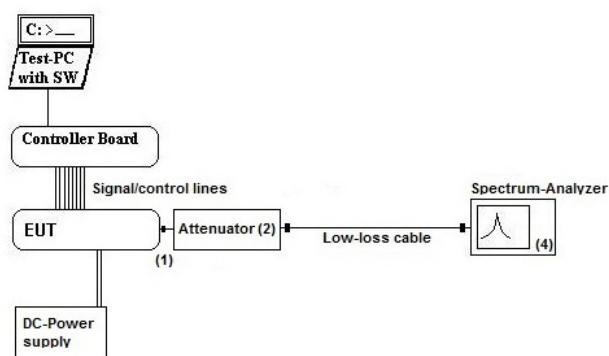 C: >__
Test-PC
with SW
Controller Board
Signal/control lines
Spectrum-Analyzer
EUT
Attenuator (2)
Low-loss cable
(4)
(1)
DC-Power
supply